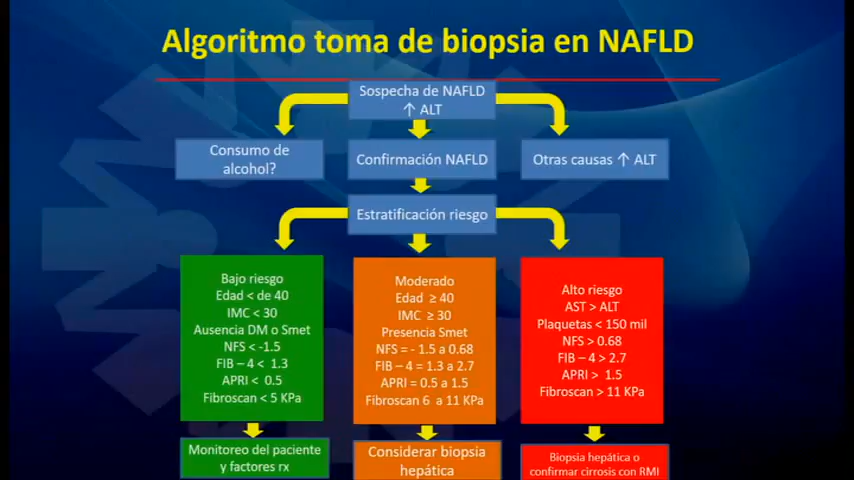 Algoritmo toma de biopsia en NAFLD
Sospecha de NAFLD
↑ ALT
Consumo de
alcohol?
Confirmación NAFLD
Otras causas ↑ ALT
Estratificación riesgo
Bajo riesgo
Edad < de 40
IMC < 30
Ausencia DM o Smet
NFS < -1.5
FIB – 4 < 1.3
APRI < 0.5
Fibroscan < 5 KPa
Moderado
Edad ≥ 40
IMC ≥ 30
Presencia Smet
NFS = - 1.5 a 0.68
FIB – 4 = 1.3 a 2.7
APRI = 0.5 a 1.5
Fibroscan 6 a 11 KPa
Alto riesgo
AST > ALT
Plaquetas < 150 mil
NFS > 0.68
FIB – 4 > 2.7
APRI > 1.5
Fibroscan > 11 KPa
Monitoreo del paciente
y factores rx
Considerar biopsia
hepática
Biopsia hepática o
confirmar cirrosis con RMI